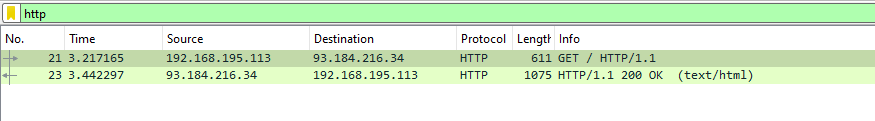 http
No. Time Source Destination Protocol Length Info
21 3.217165 192.168.195.113 93.184.216.34 HTTP 611 GET / HTTP/1.1
23 3.442297 93.184.216.34 192.168.195.113 HTTP 1075 HTTP/1.1 200 OK (text/html)